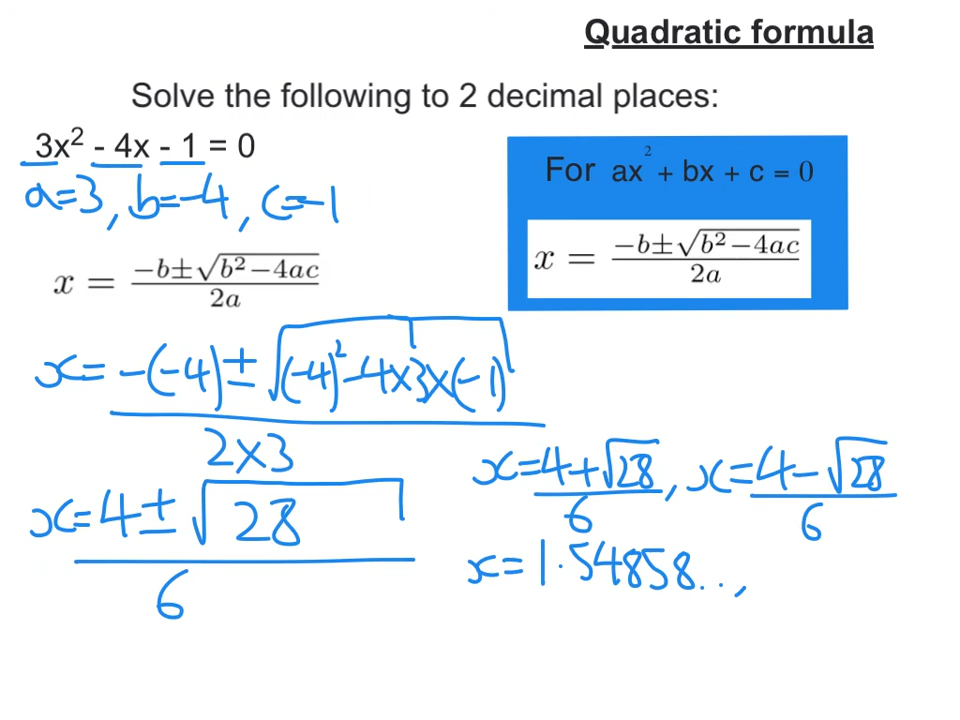 Quadratic formula
Solve the following to 2 decimal places:
3x² - 4x - 1 = 0
a=3, b=-4, c=-1
For ax² + bx + c = 0
x = (-b±√(b²-4ac))/2a
x = (-b±√(b²-4ac))/2a
x= (-(-4)±√((-4)²-4x3x(-1)))/(2x3)
x= (4±√28)/6
x= (4+√28)/6, x= (4-√28)/6
x=1.54858..,